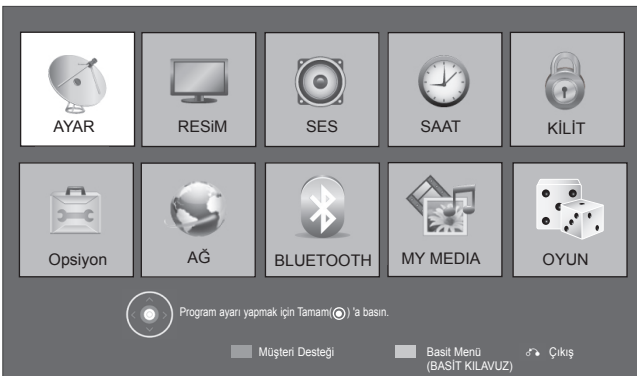 AYAR RESiM SES SAAT KİLİT
Opsiyon AĞ BLUETOOTH MY MEDIA OYUN
Program ayarı yapmak için Tamam(◉) 'a basın.
Müşteri Desteği Basit Menü Çıkış
(BASİT KILAVUZ)